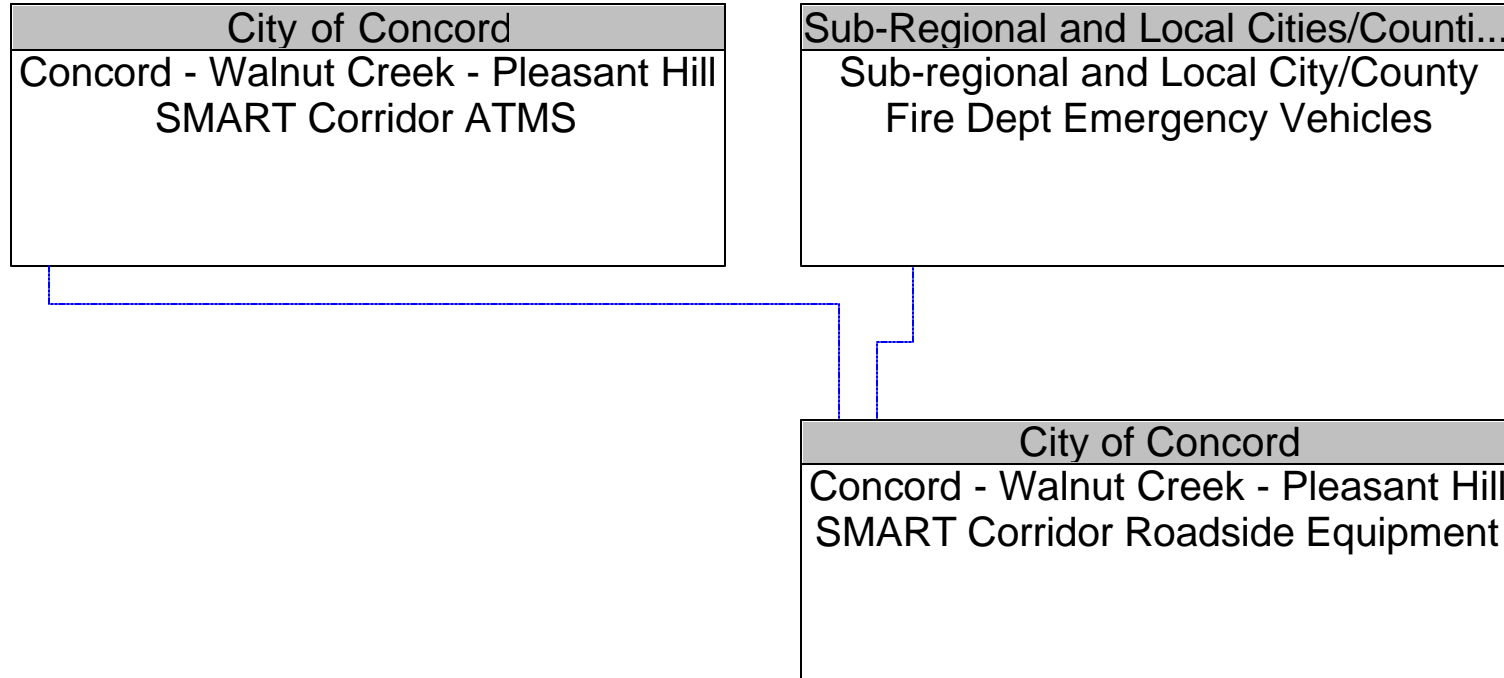 City of Concord
Concord - Walnut Creek - Pleasant Hill
SMART Corridor ATMS
Sub-Regional and Local Cities/Counti...
Sub-regional and Local City/County
Fire Dept Emergency Vehicles
City of Concord
Concord - Walnut Creek - Pleasant Hill
SMART Corridor Roadside Equipment